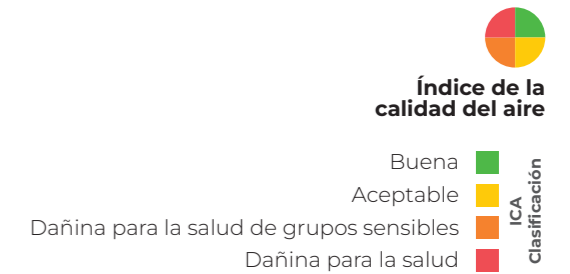 Índice de la
calidad del aire
Buena
Aceptable
Dañina para la salud de grupos sensibles
Dañina para la salud
ICA
Clasificación